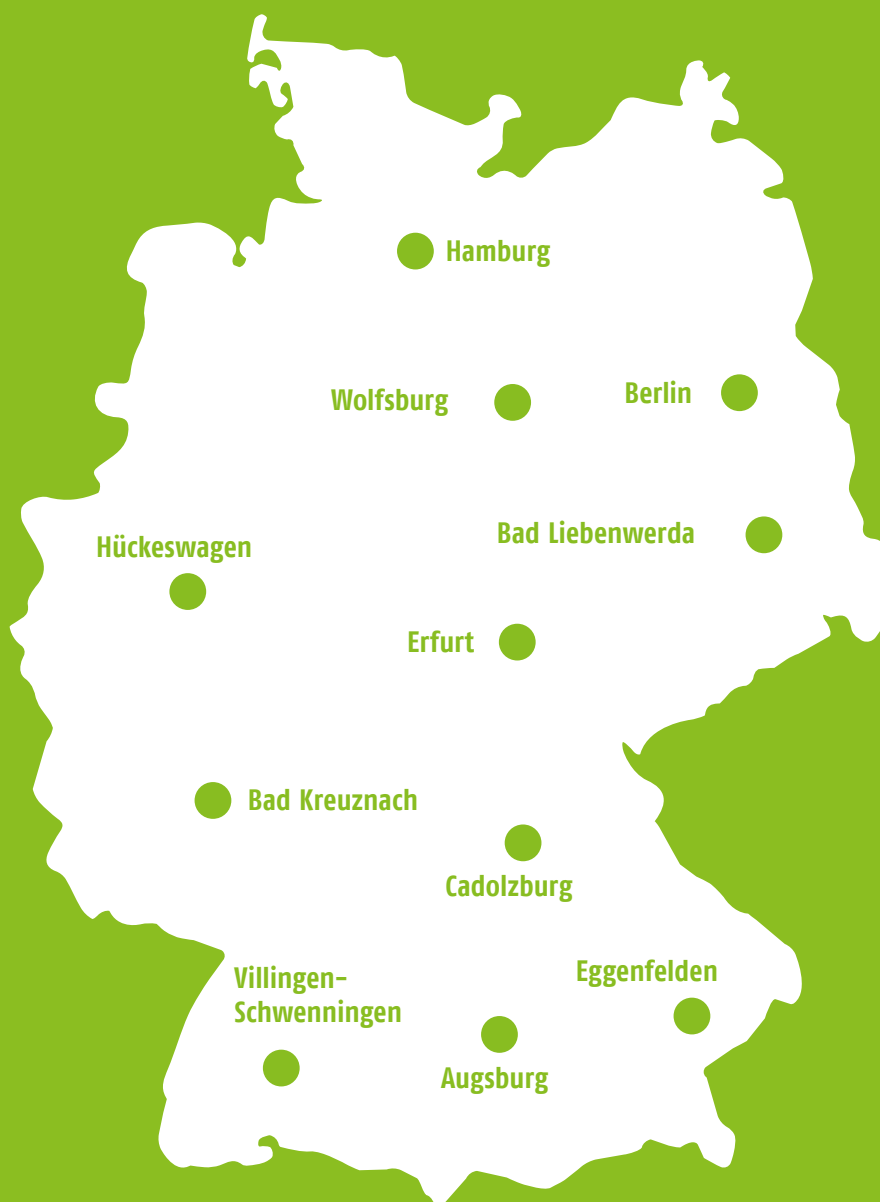 Hamburg
Wolfsburg
Berlin
Bad Liebenwerda
Hückeswagen
Erfurt
Bad Kreuznach
Cadolzburg
Villingen-
Schwenningen
Eggenfelden
Augsburg